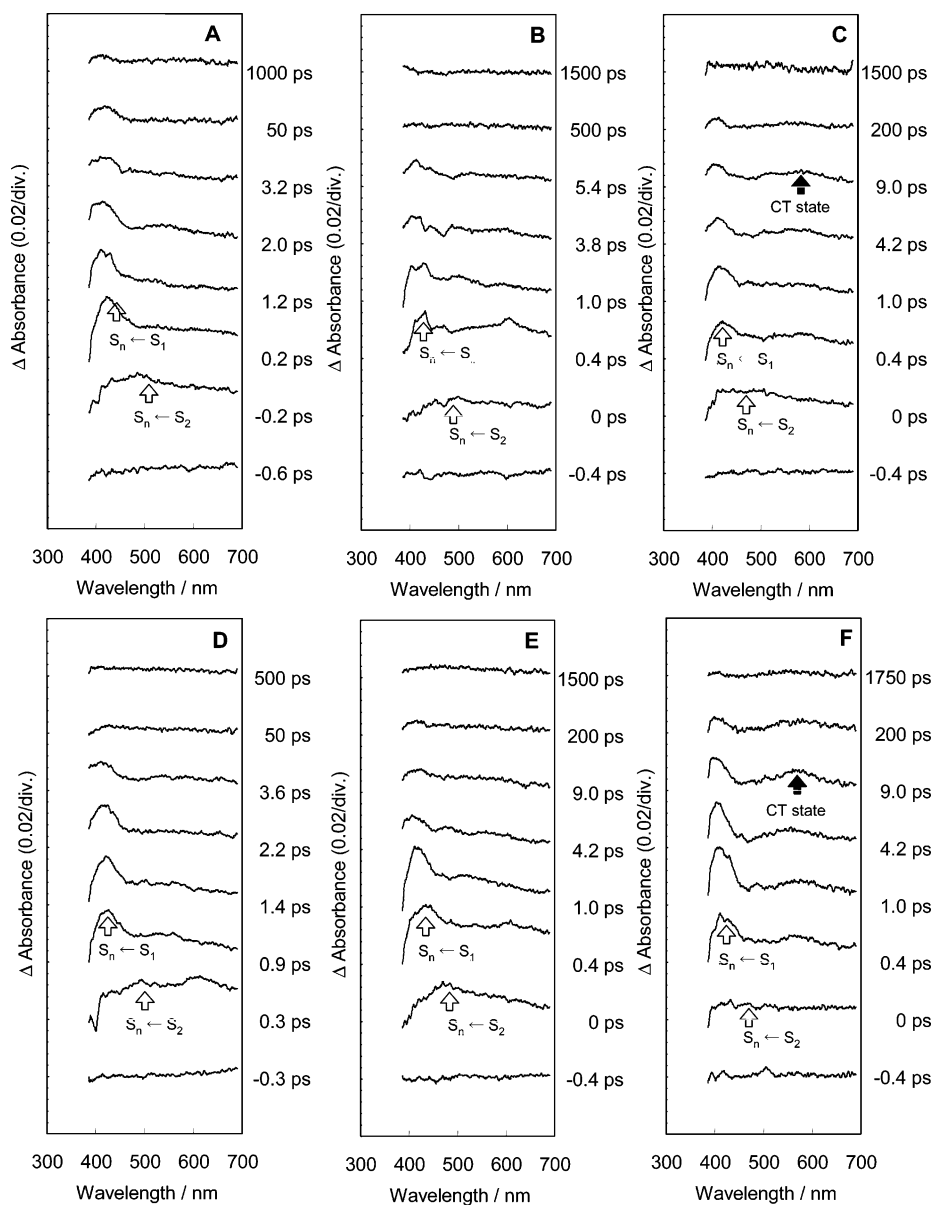 A
1000 ps
50 ps
3.2 ps
2.0 ps
1.2 ps
0.2 ps
-0.2 ps
-0.6 ps
Sn ← S1
Sn ← S2
Δ Absorbance (0.02/div.)
300 400 500 600 700
Wavelength / nm
B
1500 ps
500 ps
5.4 ps
3.8 ps
1.0 ps
0.4 ps
0 ps
-0.4 ps
Sn ← S
Sn ← S2
Δ Absorbance (0.02/div.)
300 400 500 600 700
Wavelength / nm
C
1500 ps
200 ps
9.0 ps
CT state
4.2 ps
1.0 ps
0.4 ps
0 ps
-0.4 ps
Sn ← S1
Sn ← S2
Δ Absorbance (0.02/div.)
300 400 500 600 700
Wavelength / nm
D
500 ps
50 ps
3.6 ps
2.2 ps
1.4 ps
0.9 ps
0.3 ps
-0.3 ps
Sn ← S1
Sn ← S2
Δ Absorbance (0.02/div.)
300 400 500 600 700
Wavelength / nm
E
1500 ps
200 ps
9.0 ps
4.2 ps
1.0 ps
0.4 ps
0 ps
-0.4 ps
Sn ← S1
Sn ← S2
Δ Absorbance (0.02/div.)
300 400 500 600 700
Wavelength / nm
F
1750 ps
200 ps
9.0 ps
CT state
4.2 ps
1.0 ps
0.4 ps
0 ps
-0.4 ps
Sn ← S1
Sn ← S2
Δ Absorbance (0.02/div.)
300 400 500 600 700
Wavelength / nm